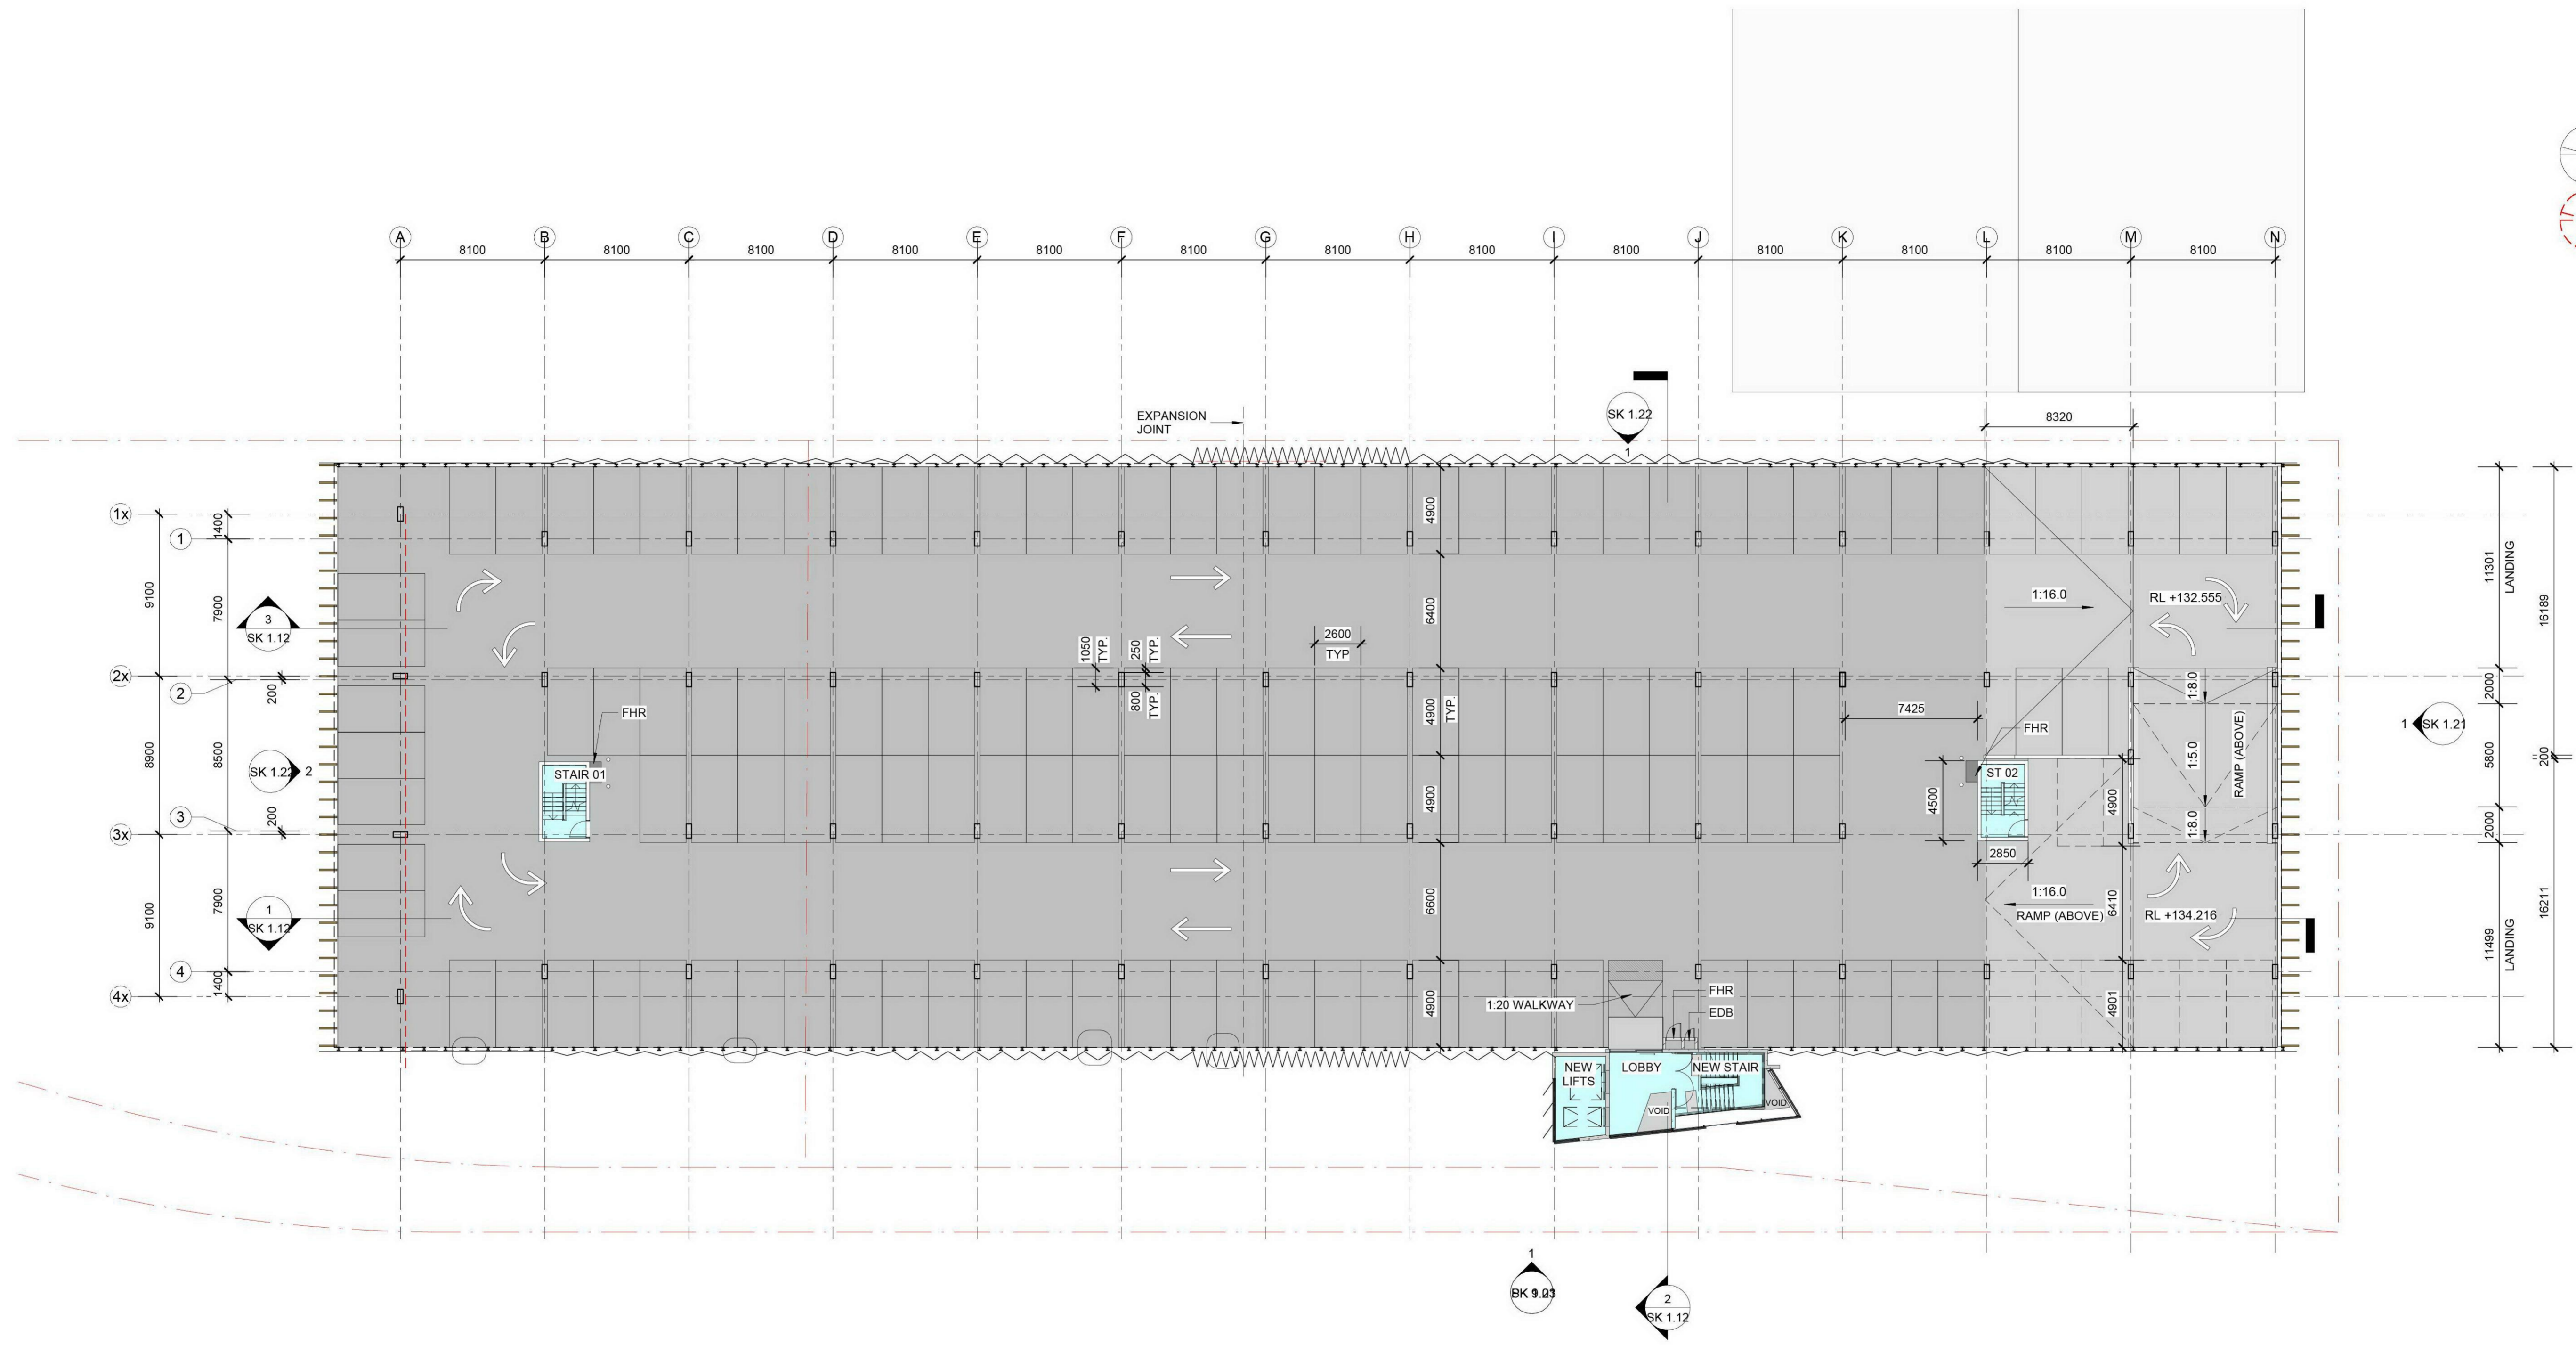 A B C D E F G H I J K L M N
8100 8100 8100 8100 8100 8100 8100 8100 8100 8100 8100 8100 8100
EXPANSION
JOINT
SK 1.22
1
8320
1x
1
2x
2
3
3x
4
4x
9100
8900
9100
1400
7900
200
8500
200
7900
1400
3
SK 1.12
SK 1.22
2
1
SK 1.12
FHR
STAIR 01
1050
TYP.
250
TYP.
800
TYP.
2600
TYP
4900
6400
4900
TYP.
4900
6600
4900
7425
4500
2850
FHR
ST 02
1:16.0
RL +132.555
1:8.0
1:5.0
1:8.0
RAMP (ABOVE)
4900
6410
4901
1:16.0
RAMP (ABOVE)
RL +134.216
11301
LANDING
2000
5800
200
2000
11499
LANDING
16189
16211
1
SK 1.21
1:20 WALKWAY
FHR
EDB
NEW
LIFTS
LOBBY
NEW STAIR
VOID
VOID
1
2
SK 1.12